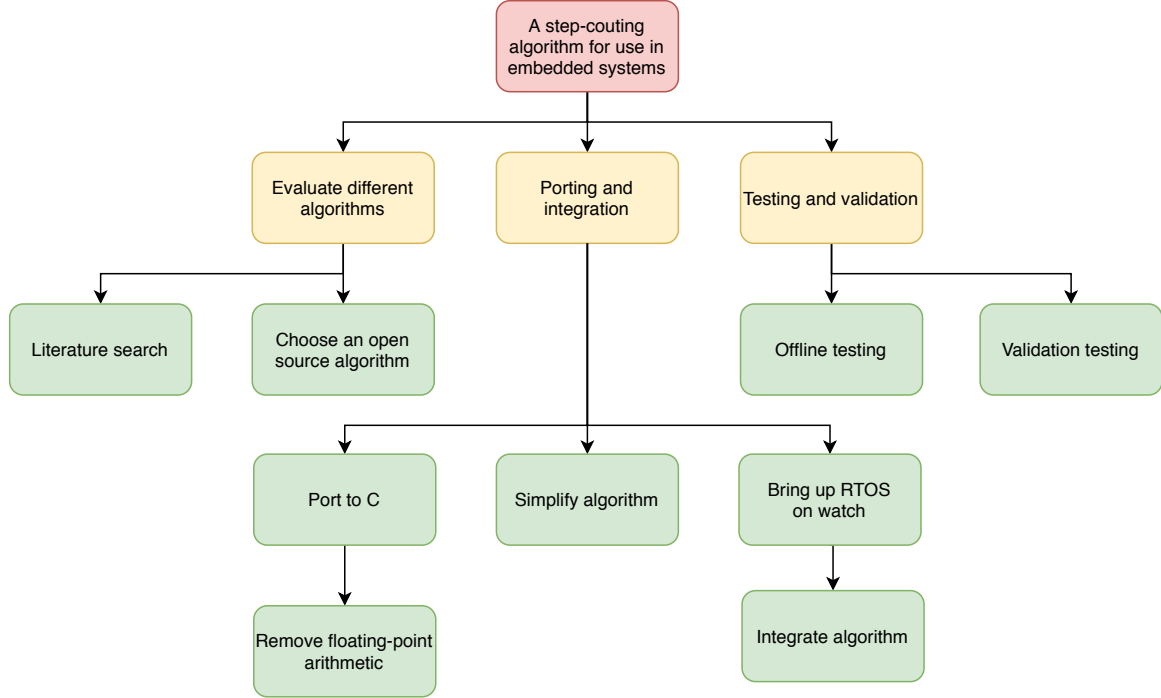 A step-couting
algorithm for use in
embedded systems
Evaluate different
algorithms
Porting and
integration
Testing and validation
Literature search
Choose an open
source algorithm
Offline testing
Validation testing
Port to C
Simplify algorithm
Bring up RTOS
on watch
Remove floating-point
arithmetic
Integrate algorithm